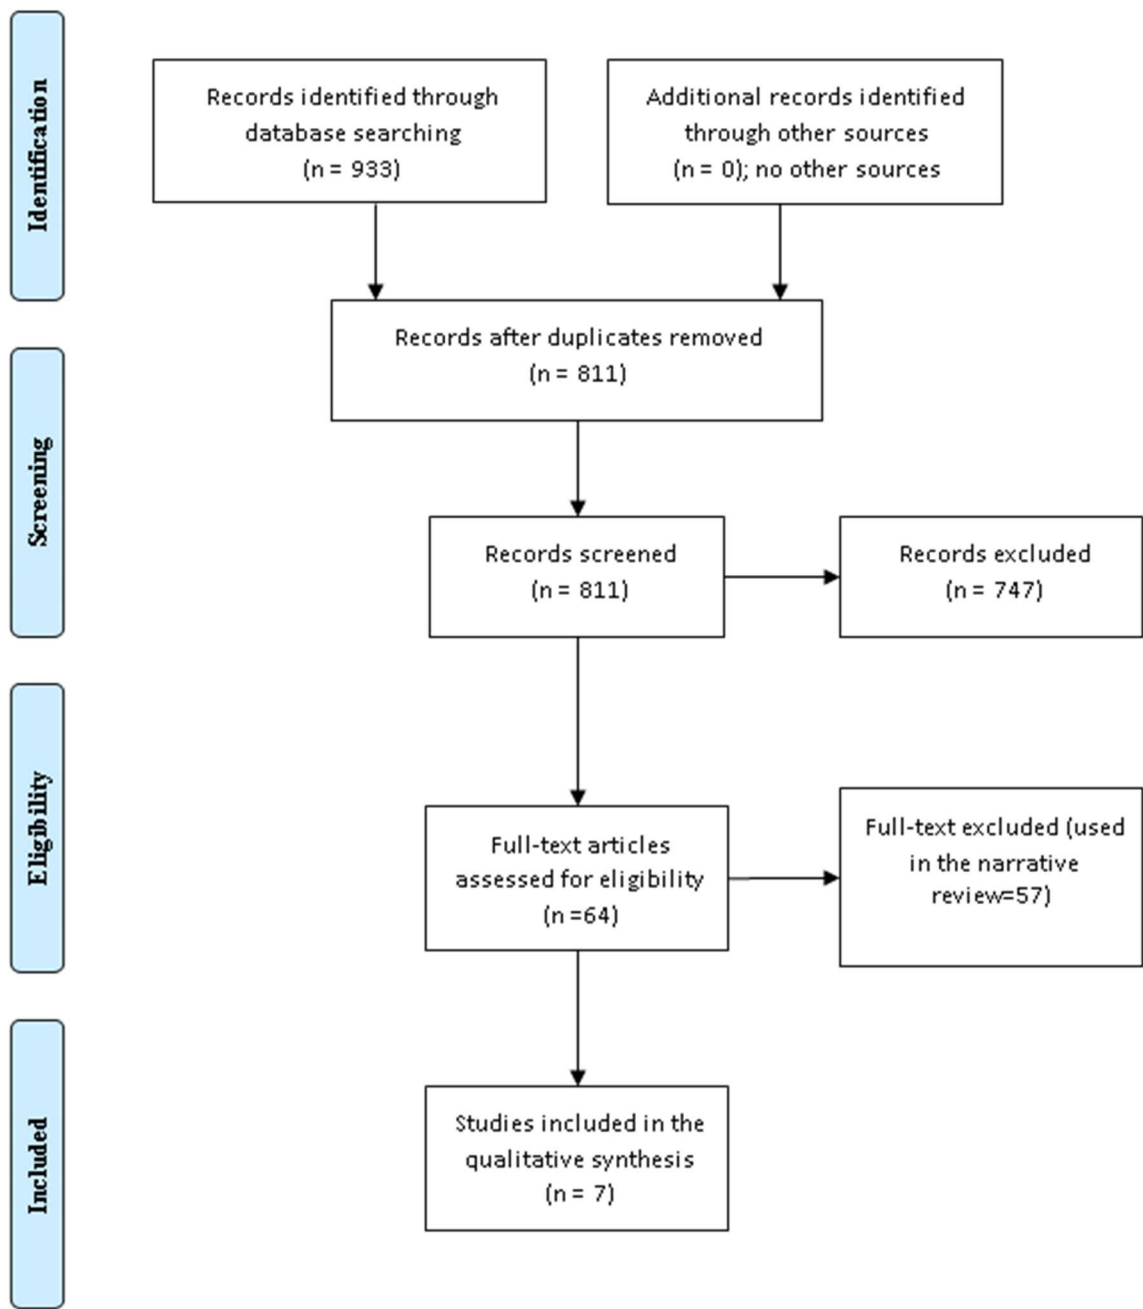 Identification
Records identified through
database searching
(n = 933)
Additional records identified
through other sources
(n = 0); no other sources
Records after duplicates removed
(n = 811)
Screening
Records screened
(n = 811)
Records excluded
(n = 747)
Eligibility
Full-text articles
assessed for eligibility
(n =64)
Full-text excluded (used
in the narrative
review=57)
Included
Studies included in the
qualitative synthesis
(n = 7)